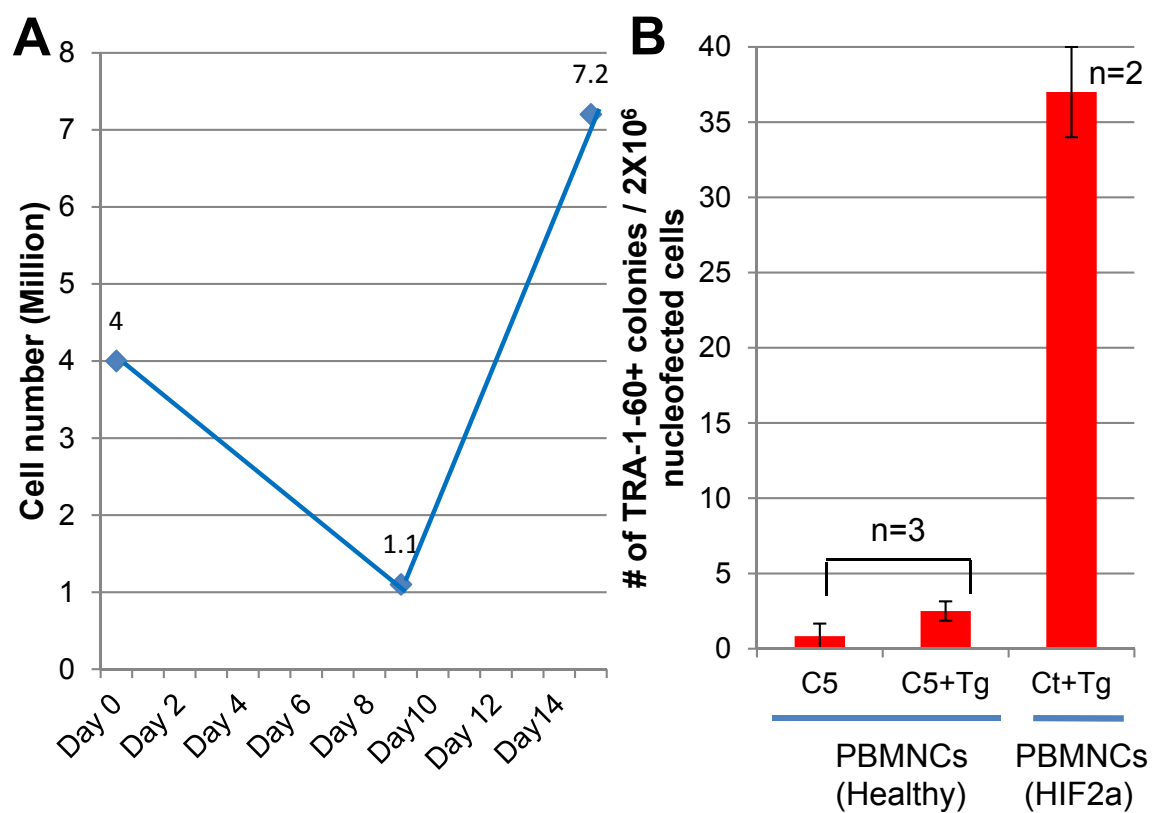 A
Cell number (Million)
8
7
6
5
4
3
2
1
0
4
1.1
7.2
Day 0
Day 2
Day 4
Day 6
Day 8
Day10
Day 12
Day14
B
# of TRA-1-60+ colonies / 2X10⁶
nucleofected cells
40
35
30
25
20
15
10
5
0
n=3
n=2
C5
C5+Tg
Ct+Tg
PBMNCs
(Healthy)
PBMNCs
(HIF2a)